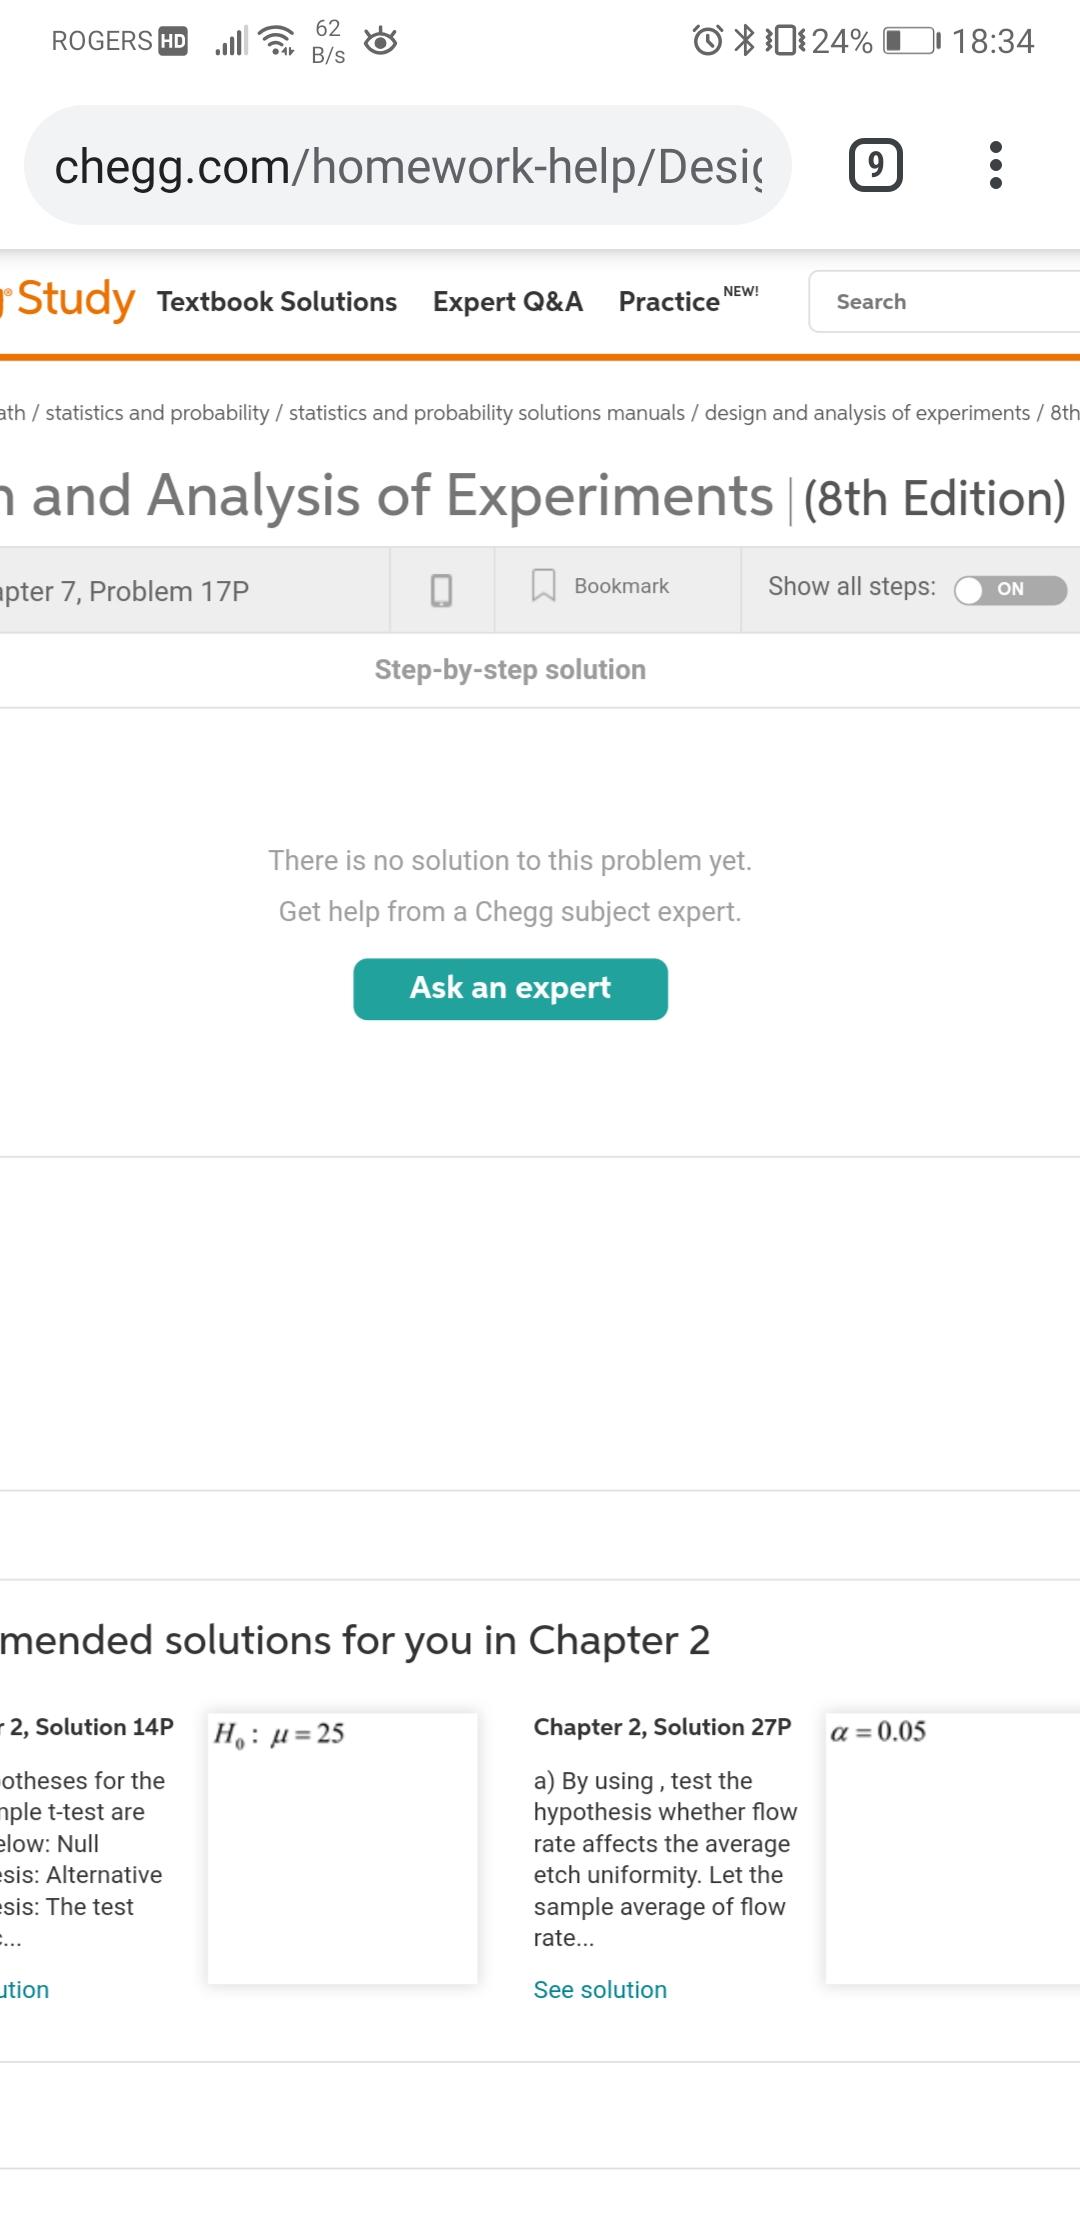 ROGERS HD 62 B/s 24% 18:34
chegg.com/homework-help/Desig 9
Study Textbook Solutions Expert Q&A Practice NEW! Search
ath / statistics and probability / statistics and probability solutions manuals / design and analysis of experiments / 8th
n and Analysis of Experiments | (8th Edition)
apter 7, Problem 17P Bookmark Show all steps: ON
Step-by-step solution
There is no solution to this problem yet.
Get help from a Chegg subject expert.
Ask an expert
mended solutions for you in Chapter 2
r 2, Solution 14P
otheses for the
mple t-test are
elow: Null
esis: Alternative
esis: The test
...
ution
H₀ : μ = 25
Chapter 2, Solution 27P
a) By using , test the
hypothesis whether flow
rate affects the average
etch uniformity. Let the
sample average of flow
rate...
See solution
α = 0.05